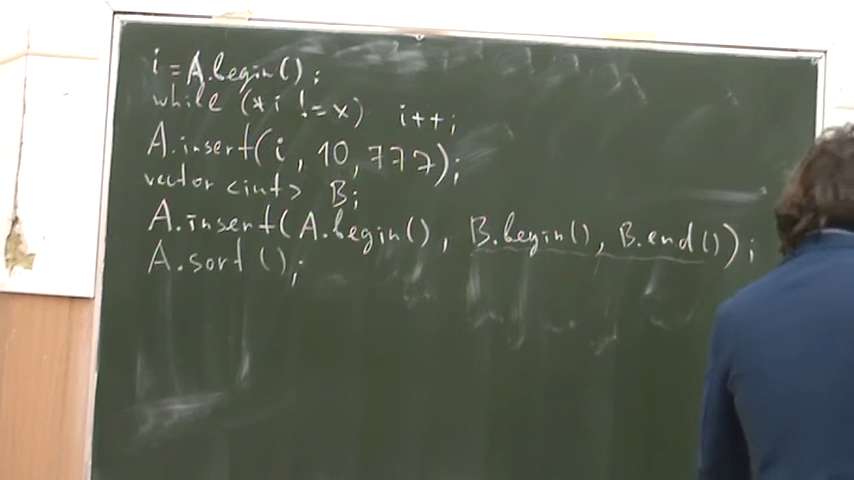 i = A.begin();
while (*i != x) i++;
A.insert(i, 10, 777);
vector <int> B;
A.insert(A.begin(), B.begin(), B.end());
A.sort();